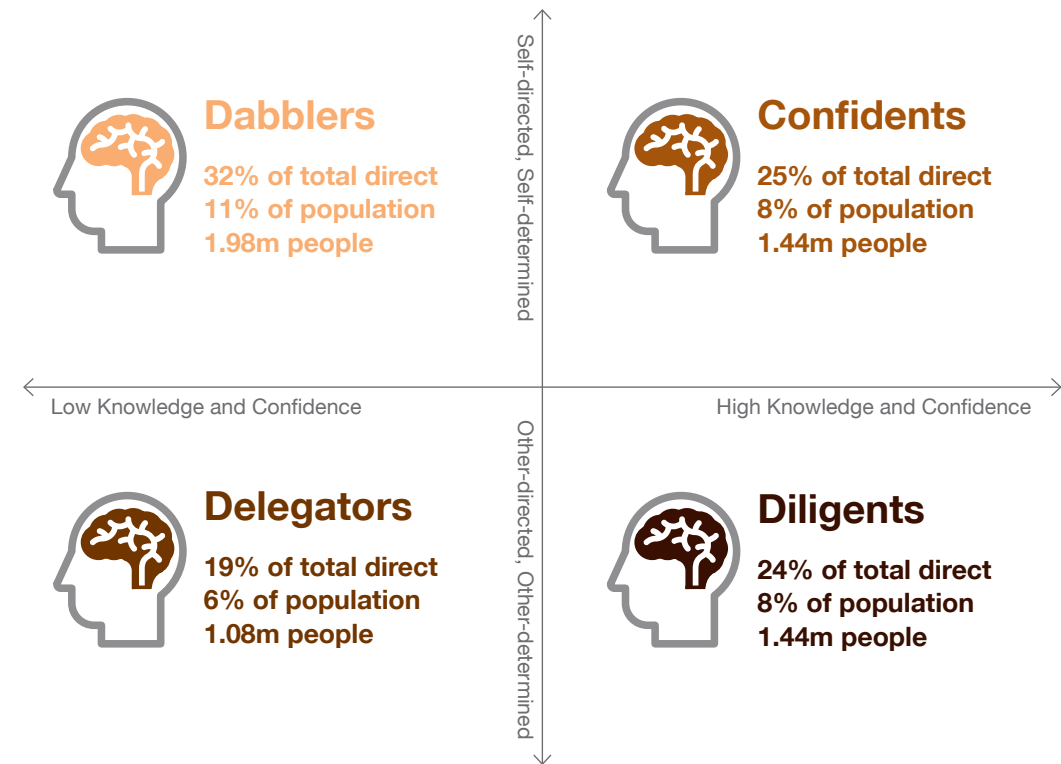 Self-directed, Self-determined
Dabblers
32% of total direct
11% of population
1.98m people
Confidents
25% of total direct
8% of population
1.44m people
Low Knowledge and Confidence
High Knowledge and Confidence
Other-directed, Other-determined
Delegators
19% of total direct
6% of population
1.08m people
Diligents
24% of total direct
8% of population
1.44m people